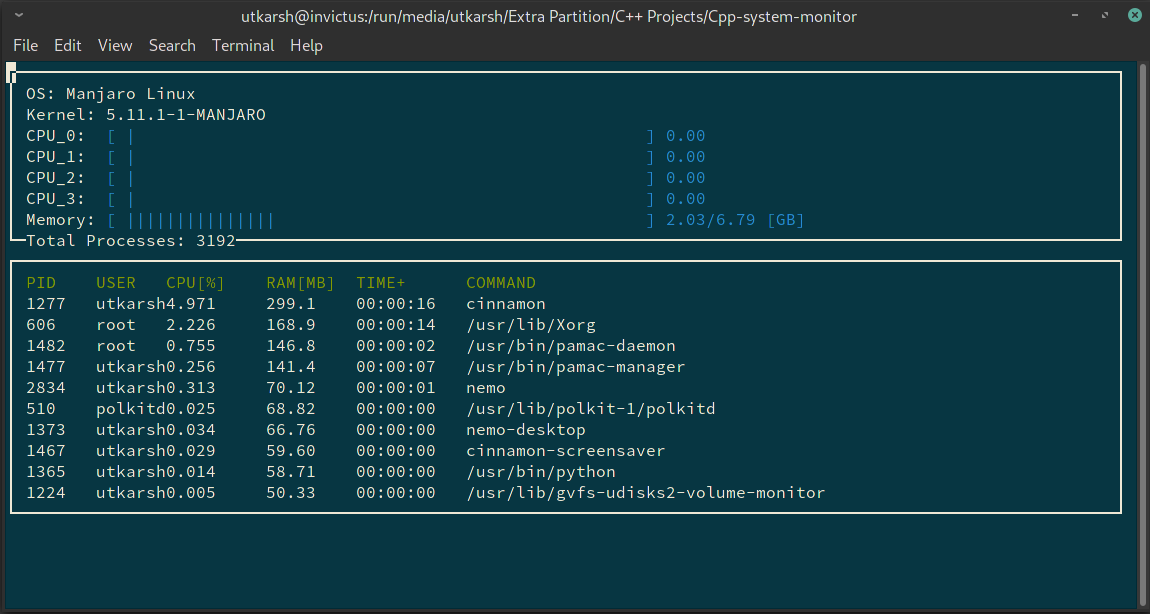 utkarsh@invictus:/run/media/utkarsh/Extra Partition/C++ Projects/Cpp-system-monitor
File Edit View Search Terminal Help
OS: Manjaro Linux
Kernel: 5.11.1-1-MANJARO
CPU_0: [ | ] 0.00
CPU_1: [ | ] 0.00
CPU_2: [ | ] 0.00
CPU_3: [ | ] 0.00
Memory: [ ||||||||||||||| ] 2.03/6.79 [GB]
Total Processes: 3192
PID USER CPU[%] RAM[MB] TIME+ COMMAND
1277 utkarsh4.971 299.1 00:00:16 cinnamon
606 root 2.226 168.9 00:00:14 /usr/lib/Xorg
1482 root 0.755 146.8 00:00:02 /usr/bin/pamac-daemon
1477 utkarsh0.256 141.4 00:00:07 /usr/bin/pamac-manager
2834 utkarsh0.313 70.12 00:00:01 nemo
510 polkitd0.025 68.82 00:00:00 /usr/lib/polkit-1/polkitd
1373 utkarsh0.034 66.76 00:00:00 nemo-desktop
1467 utkarsh0.029 59.60 00:00:00 cinnamon-screensaver
1365 utkarsh0.014 58.71 00:00:00 /usr/bin/python
1224 utkarsh0.005 50.33 00:00:00 /usr/lib/gvfs-udisks2-volume-monitor